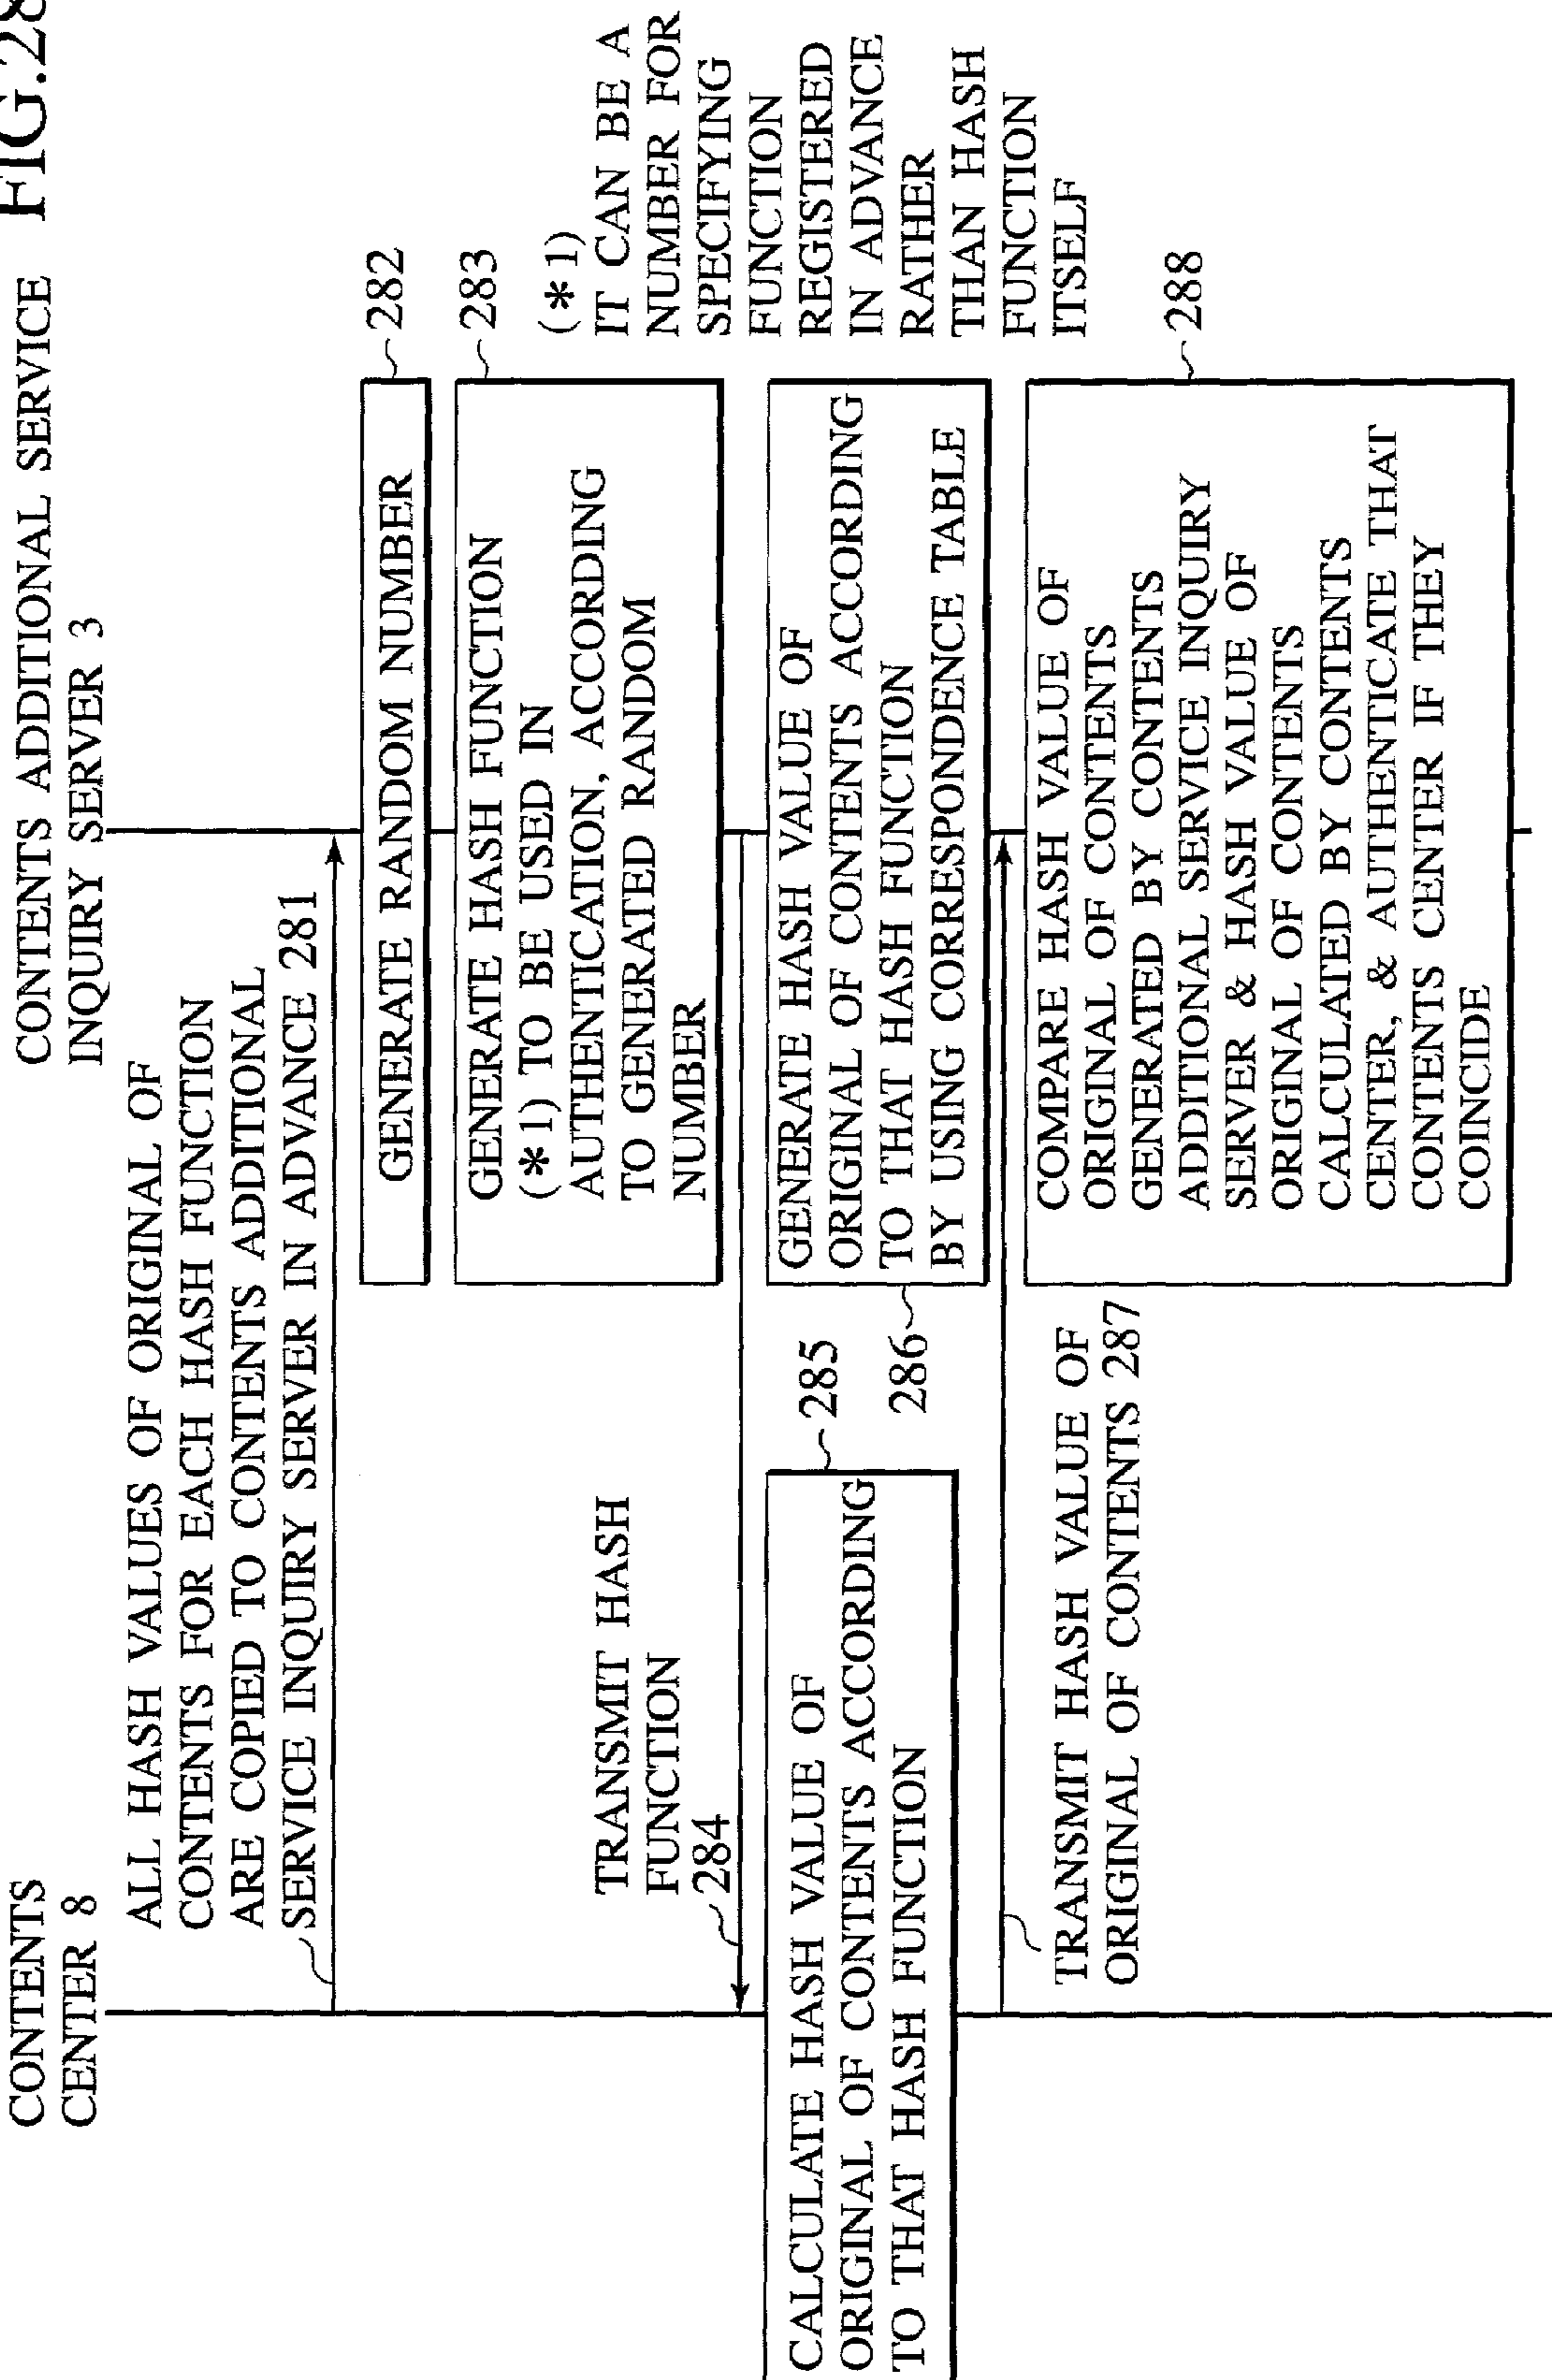 FIG.28
CONTENTS
CENTER 8
CONTENTS ADDITIONAL SERVICE
INQUIRY SERVER 3
ALL HASH VALUES OF ORIGINAL OF
CONTENTS FOR EACH HASH FUNCTION
ARE COPIED TO CONTENTS ADDITIONAL
SERVICE INQUIRY SERVER IN ADVANCE 281
GENERATE RANDOM NUMBER
282
GENERATE HASH FUNCTION
(*1) TO BE USED IN
AUTHENTICATION, ACCORDING
TO GENERATED RANDOM
NUMBER
283
(*1)
IT CAN BE A
NUMBER FOR
SPECIFYING
FUNCTION
REGISTERED
IN ADVANCE
RATHER
THAN HASH
FUNCTION
ITSELF
TRANSMIT HASH
FUNCTION
284
CALCULATE HASH VALUE OF
ORIGINAL OF CONTENTS ACCORDING
TO THAT HASH FUNCTION
285
GENERATE HASH VALUE OF
ORIGINAL OF CONTENTS ACCORDING
TO THAT HASH FUNCTION
BY USING CORRESPONDENCE TABLE
286
TRANSMIT HASH VALUE OF
ORIGINAL OF CONTENTS 287
COMPARE HASH VALUE OF
ORIGINAL OF CONTENTS
GENERATED BY CONTENTS
ADDITIONAL SERVICE INQUIRY
SERVER & HASH VALUE OF
ORIGINAL OF CONTENTS
CALCULATED BY CONTENTS
CENTER, & AUTHENTICATE THAT
CONTENTS CENTER IF THEY
COINCIDE
288